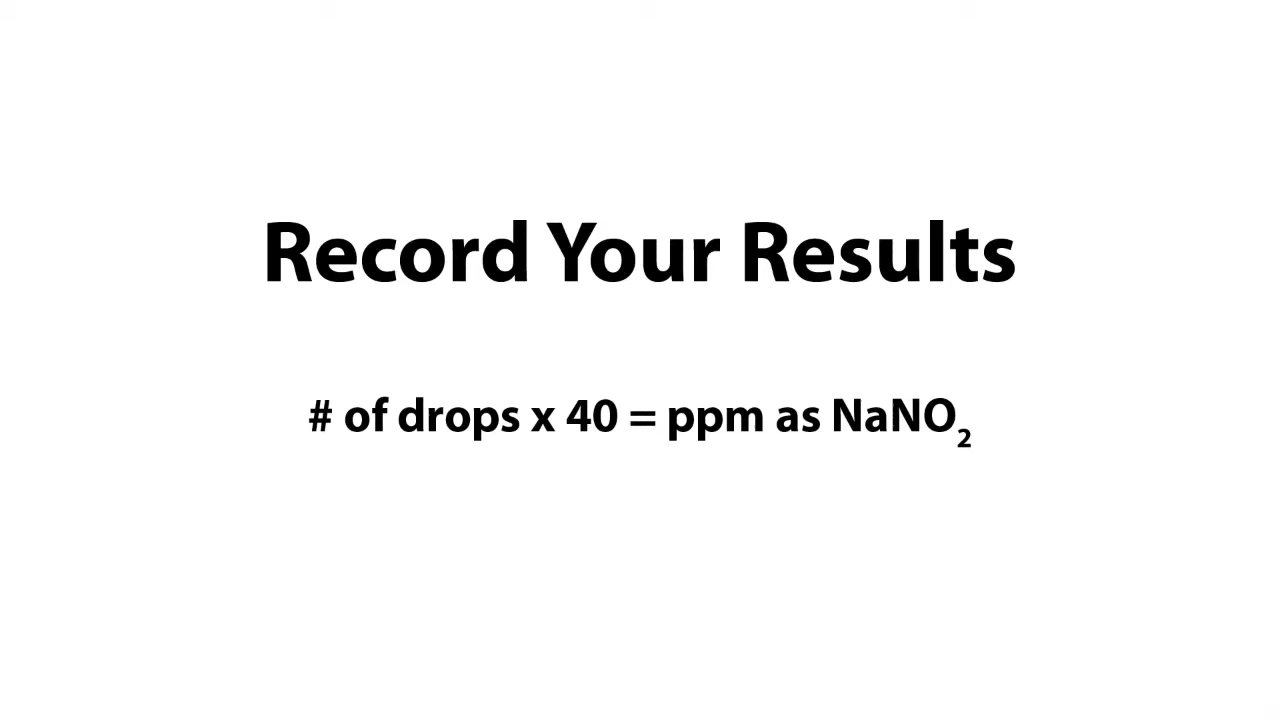 Record Your Results
# of drops x 40 = ppm as NaNO₂